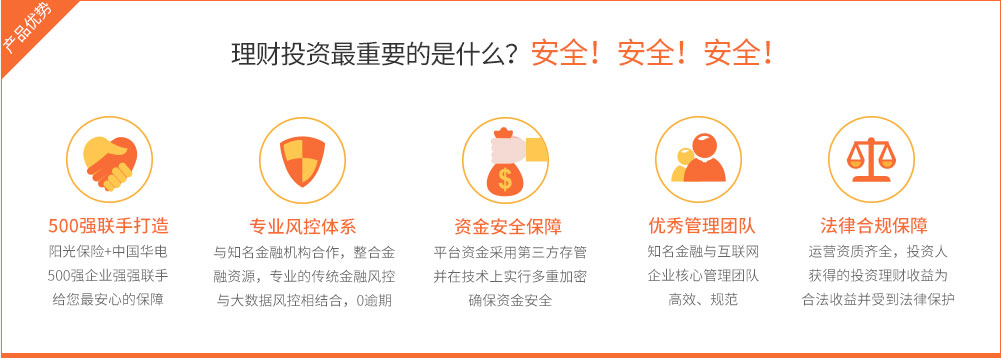 产品优势
理财投资最重要的是什么？安全！安全！安全！
500强联手打造
阳光保险+中国华电
500强企业强强联手
给您最安心的保障
专业风控体系
与知名金融机构合作，整合金
融资源，专业的传统金融风控
与大数据风控相结合，0逾期
$
资金安全保障
平台资金采用第三方存管
并在技术上实行多重加密
确保资金安全
优秀管理团队
知名金融与互联网
企业核心管理团队
高效、规范
法律合规保障
运营资质齐全，投资人
获得的投资理财收益为
合法收益并受到法律保护